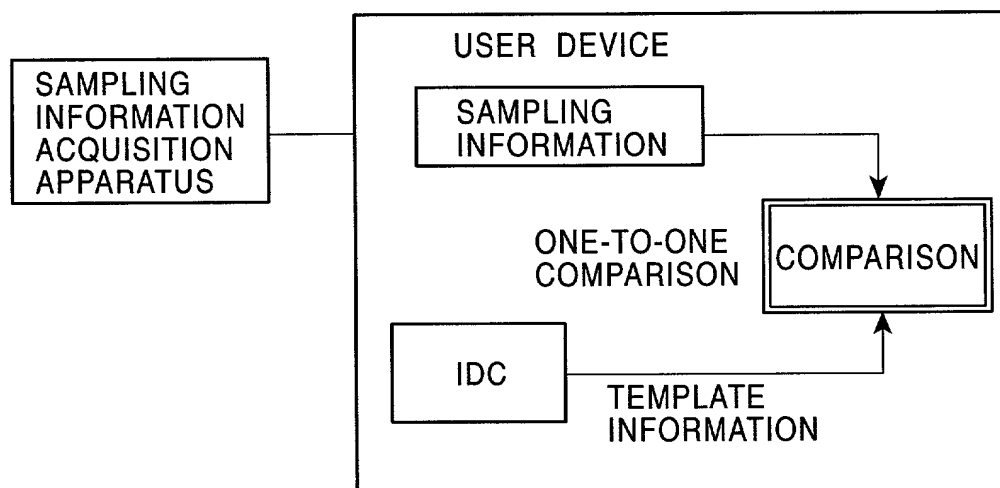 USER DEVICE
SAMPLING
INFORMATION
ACQUISITION
APPARATUS
SAMPLING
INFORMATION
ONE-TO-ONE
COMPARISON
COMPARISON
IDC
TEMPLATE
INFORMATION